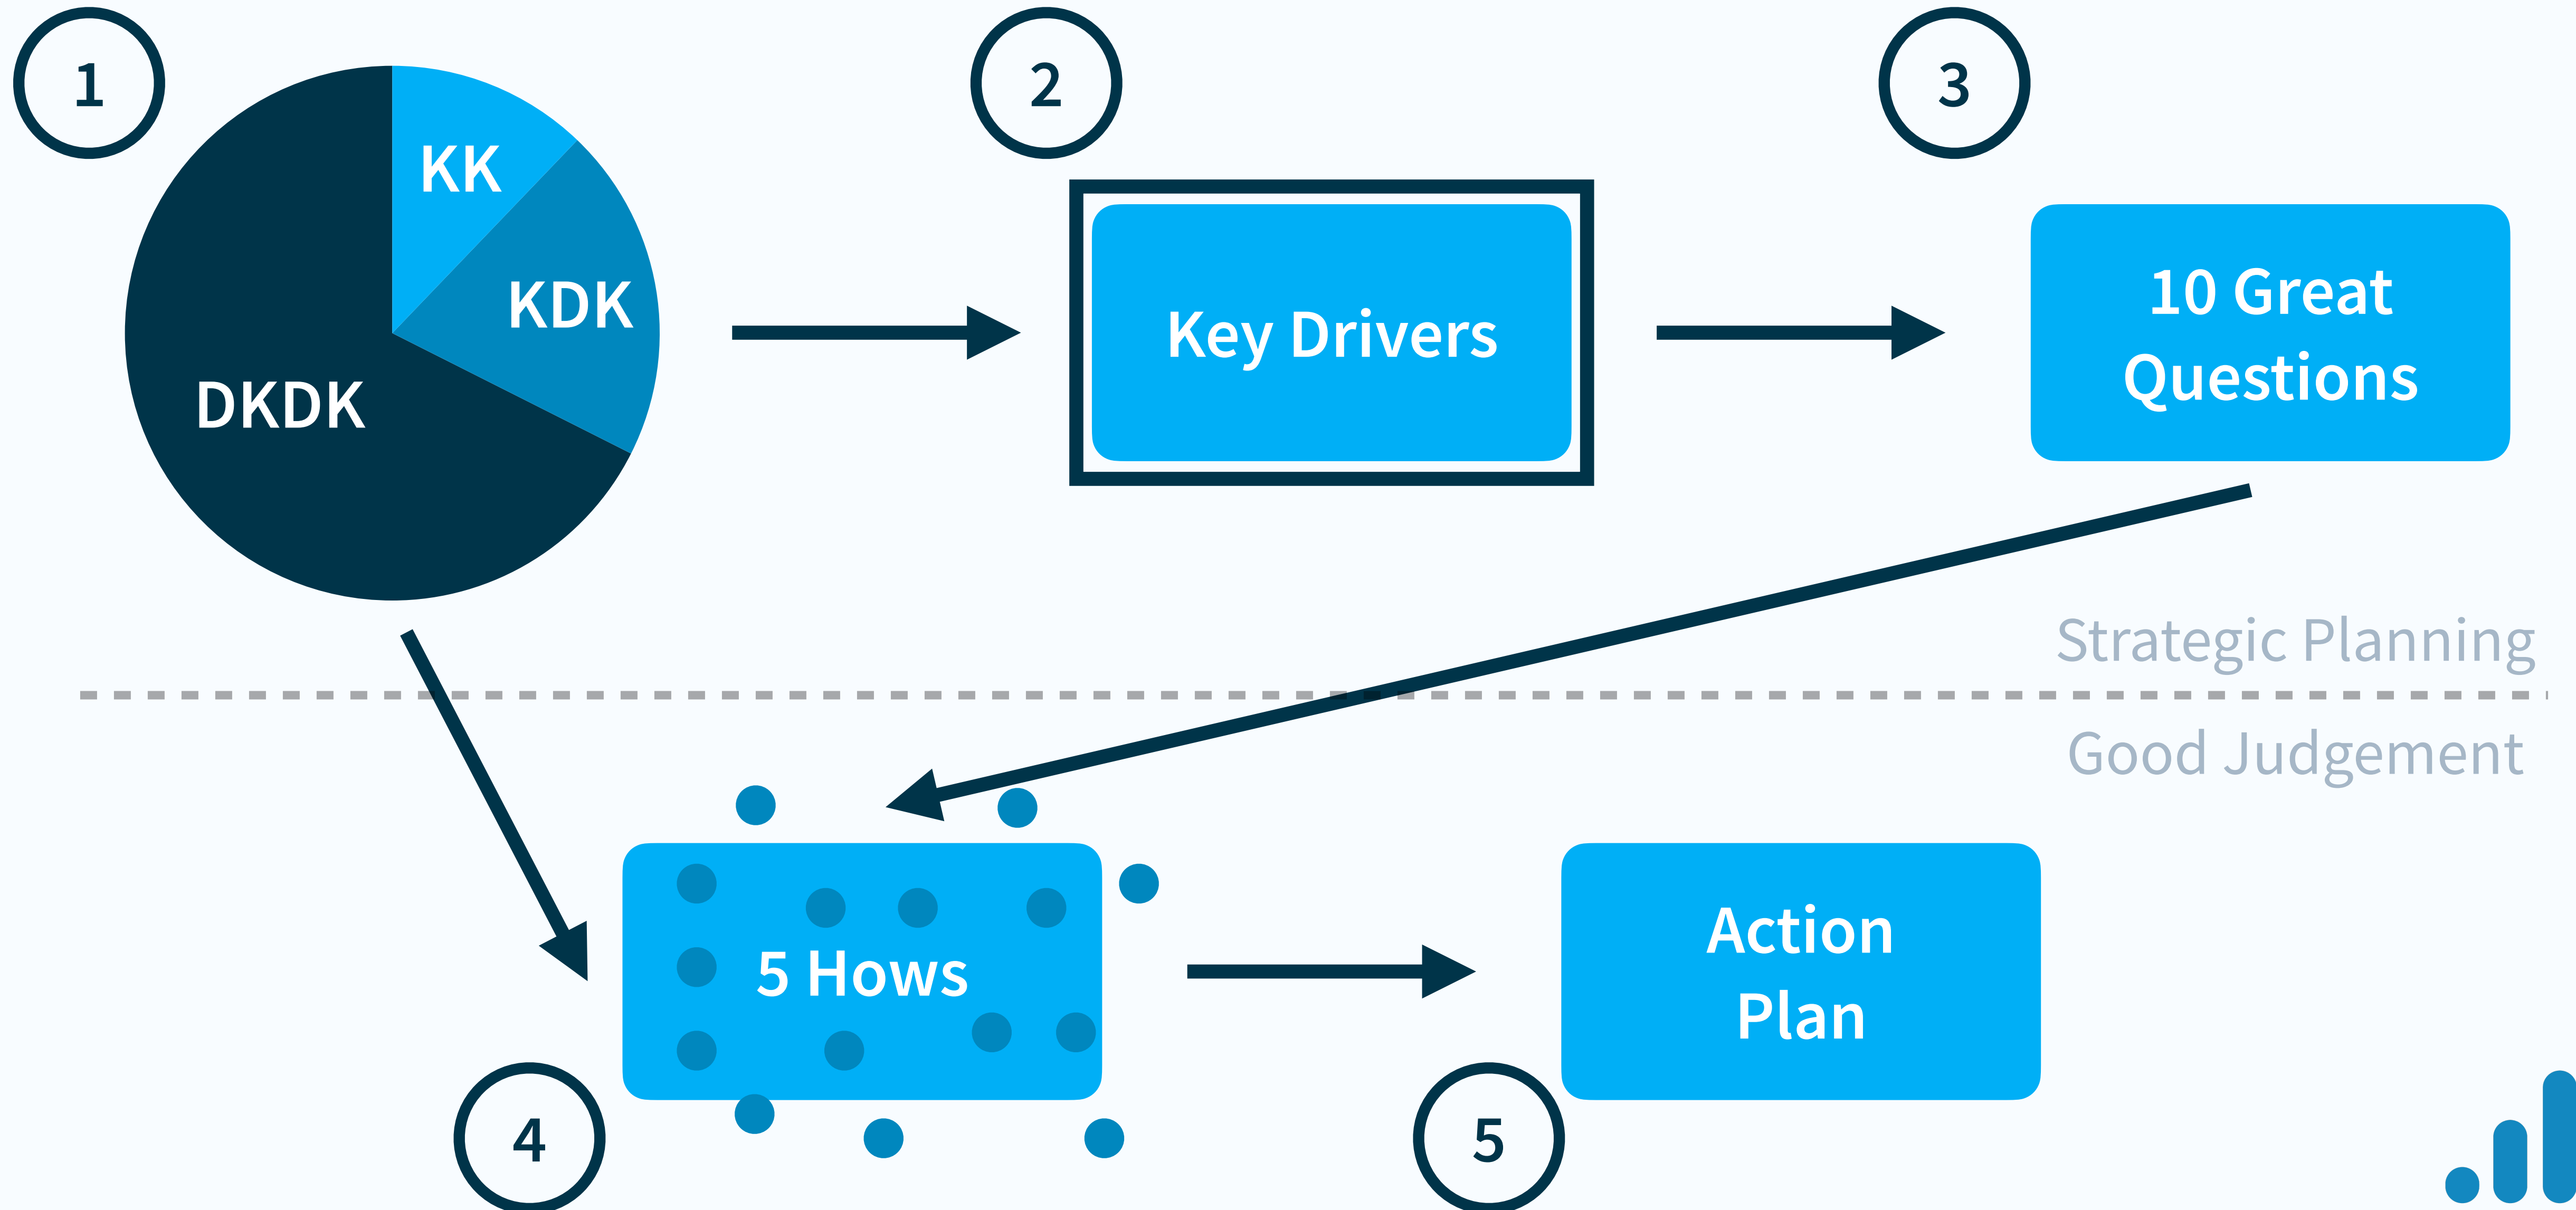 1
KK
KDK
DKDK
2
Key Drivers
3
10 Great
Questions
Strategic Planning
Good Judgement
4
5 Hows
5
Action
Plan